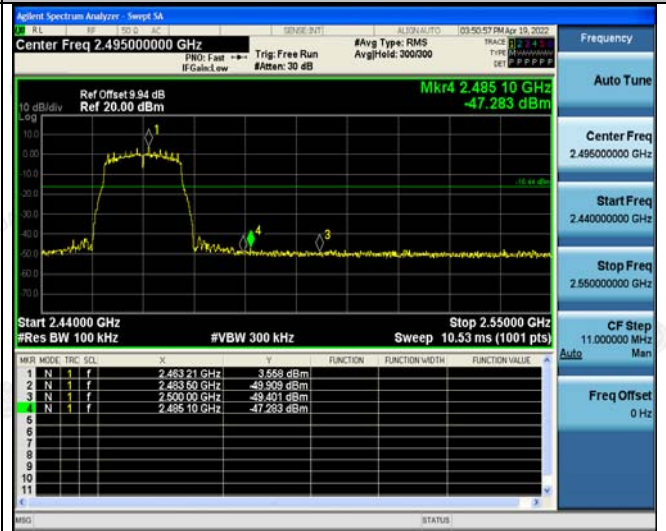 Agilent Spectrum Analyzer - Swept SA
RL RF 50 Ω AC SENSE:INT ALIGN AUTO 03:50:57 PM Apr 19, 2022
Center Freq 2.495000000 GHz #Avg Type: RMS TRACE 1 2 3 4 5 6 Frequency
PNO: Fast Trig: Free Run Avg|Hold: 300/300 TYPE
IFGain:Low #Atten: 30 dB DET P P P P P P
Auto Tune
Mkr4 2.485 10 GHz
Ref Offset 9.94 dB
10 dB/div Ref 20.00 dBm -47.283 dBm
Log
10.0
0.00
-10.0
-20.0
-30.0
-40.0
-50.0
-60.0
-70.0
1
4
3
Center Freq
2.495000000 GHz
Start Freq
2.440000000 GHz
Stop Freq
2.550000000 GHz
Start 2.44000 GHz Stop 2.55000 GHz
#Res BW 100 kHz #VBW 300 kHz Sweep 10.53 ms (1001 pts)
CF Step
11.000000 MHz
Auto Man
MKR MODE TRC SCL X Y FUNCTION FUNCTION WIDTH FUNCTION VALUE
1 N 1 f 2.463 21 GHz 3.558 dBm
2 N 1 f 2.483 50 GHz -49.909 dBm
3 N 1 f 2.500 00 GHz -49.401 dBm
4 N 1 f 2.485 10 GHz -47.283 dBm
5
6
7
8
9
10
11
Freq Offset
0 Hz
MSG STATUS